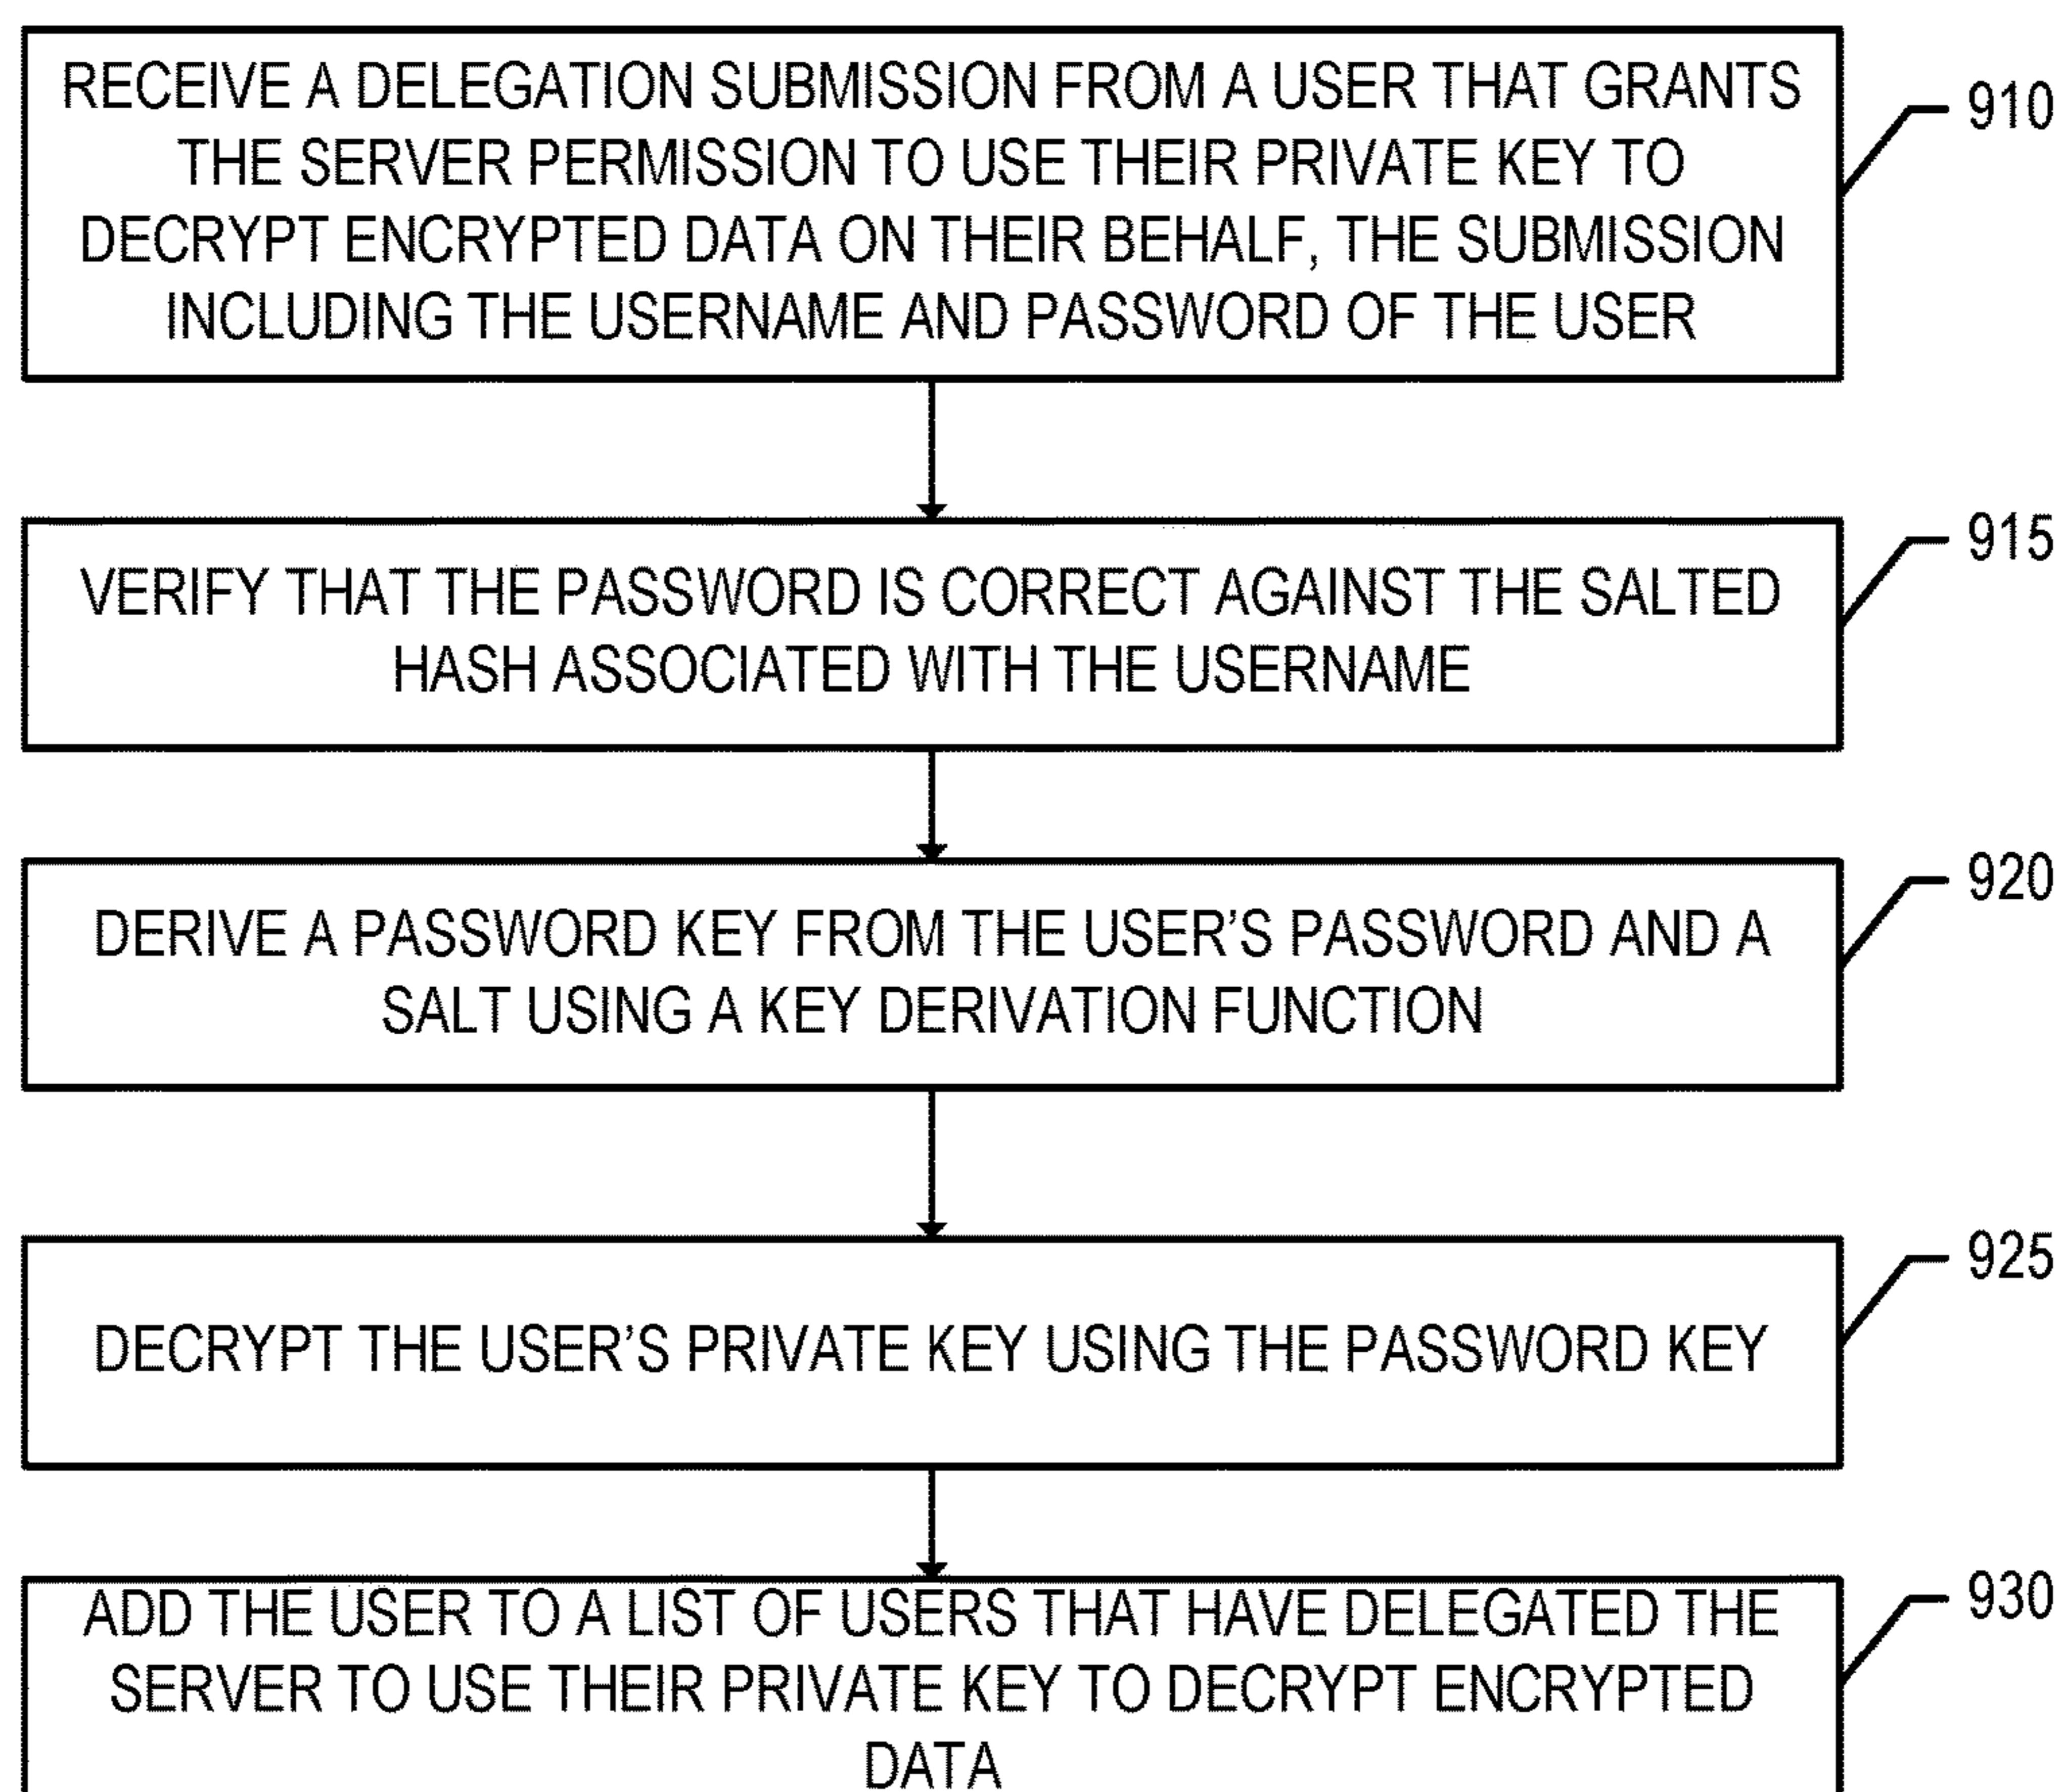 RECEIVE A DELEGATION SUBMISSION FROM A USER THAT GRANTS
THE SERVER PERMISSION TO USE THEIR PRIVATE KEY TO
DECRYPT ENCRYPTED DATA ON THEIR BEHALF, THE SUBMISSION
INCLUDING THE USERNAME AND PASSWORD OF THE USER
910
VERIFY THAT THE PASSWORD IS CORRECT AGAINST THE SALTED
HASH ASSOCIATED WITH THE USERNAME
915
DERIVE A PASSWORD KEY FROM THE USER’S PASSWORD AND A
SALT USING A KEY DERIVATION FUNCTION
920
DECRYPT THE USER’S PRIVATE KEY USING THE PASSWORD KEY
925
ADD THE USER TO A LIST OF USERS THAT HAVE DELEGATED THE
SERVER TO USE THEIR PRIVATE KEY TO DECRYPT ENCRYPTED
DATA
930